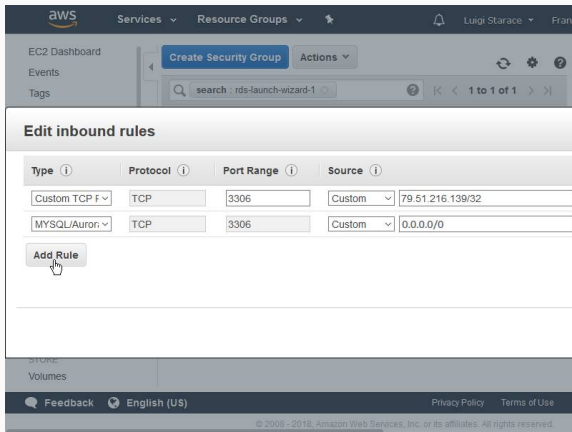 aws Services Resource Groups Luigi Starace Fran
EC2 Dashboard
Events
Tags
Create Security Group Actions
search : rds-launch-wizard-1 1 to 1 of 1
Edit inbound rules
Type Protocol Port Range Source
Custom TCP F TCP 3306 Custom 79.51.216.139/32
MYSQL/Auror TCP 3306 Custom 0.0.0.0/0
Add Rule
STORE
Volumes
Feedback English (US) Privacy Policy Terms of Use
© 2008 - 2018, Amazon Web Services, Inc. or its affiliates. All rights reserved.